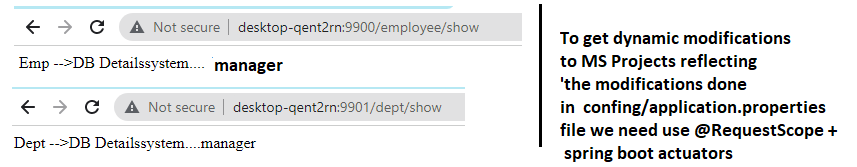 Not secure | desktop-qent2rn:9900/employee/show
Emp -->DB Detailssystem.... manager
Not secure | desktop-qent2rn:9901/dept/show
Dept -->DB Detailssystem....manager
To get dynamic modifications
to MS Projects reflecting
'the modifications done
in confing/application.properties
file we need use @RequestScope +
spring boot actuators